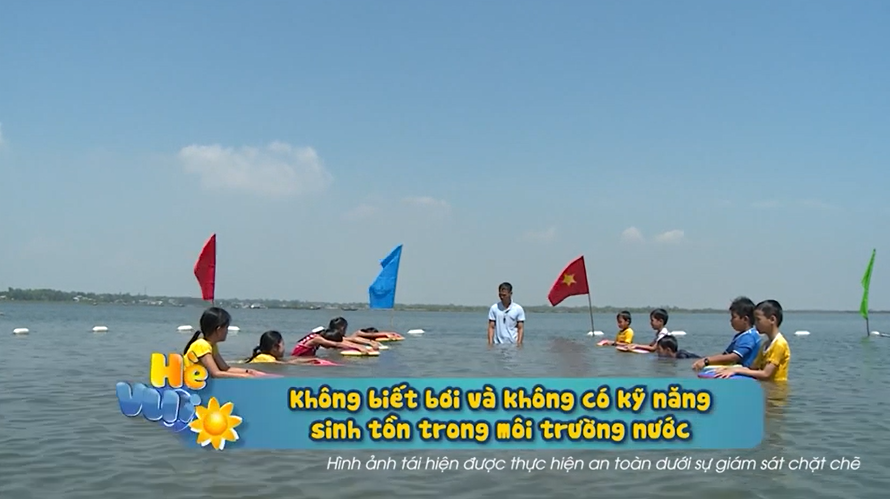 Hè
Vui
Không biết bơi và không có kỹ năng
sinh tồn trong môi trường nước
Hình ảnh tái hiện được thực hiện an toàn dưới sự giám sát chặt chẽ